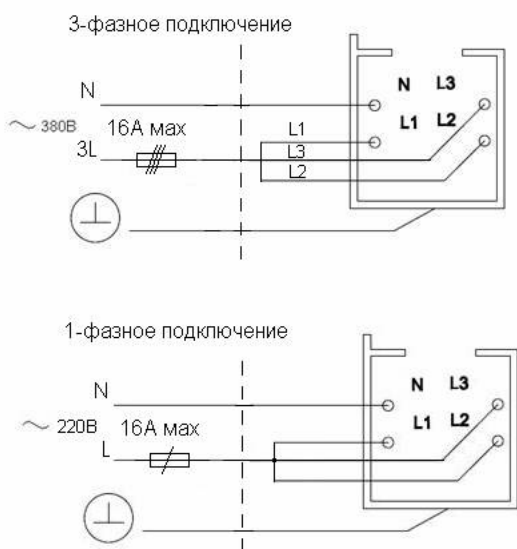 3-фазное подключение
N
N L3
~ 380В
16А мах
L1
L1 L2
3L
L3
L2
1-фазное подключение
N
N L3
~ 220В
16А мах
L1 L2
L